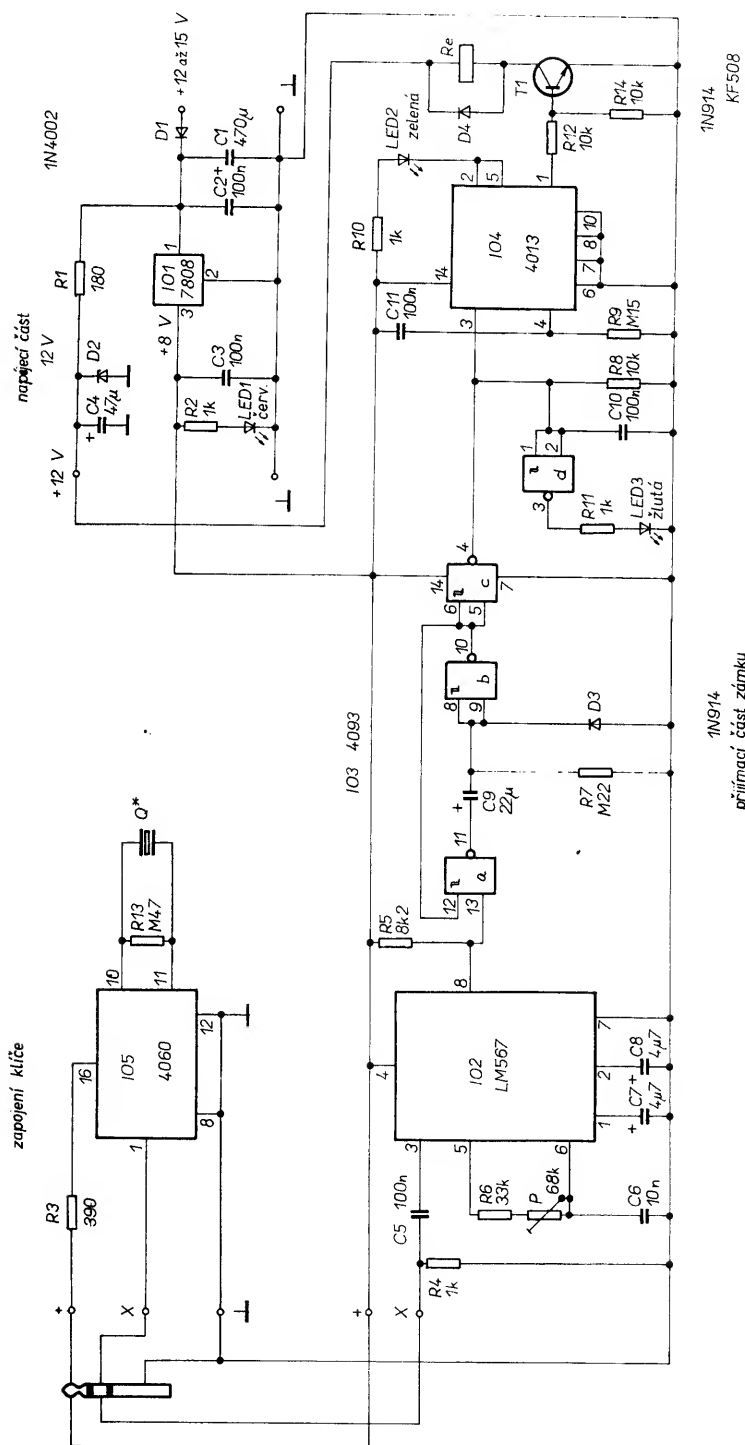 zapojení klíče
R3
390
16
IO5
4060
1
8
12
10
11
R13
M47
Q*
+
X
⊥
napájecí část
12 V
+12 V
C4
47µ
+
D2
R1
180
1N4002
+8 V
IO1
7808
3
1
2
R2
1k
LED1
červ.
C3
100n
C2
100n
+
C1
470µ
D1
+12 až 15 V
⊥
⊥
+
X
R4
1k
C5
100n
3
4
5
6
IO2
LM567
8
1
2
7
R6
33k
P
68k
C6
10n
C7
4µ7
+
C8
4µ7
+
R5
8k2
IO3 4093
12
13
a
11
+
C9
22µ
R7
M22
8
9
b
10
D3
6
5
14
c
4
7
1
2
d
3
R11
1k
LED3
žlutá
C10
100n
R8
10k
R9
M15
C11
100n
R10
1k
LED2
zelená
14
2
5
3
4
IO4
4013
1
6
7
8
10
R12
10k
R14
10k
T1
D4
Re
1N914
přijímací část zámku
1N914
KF508